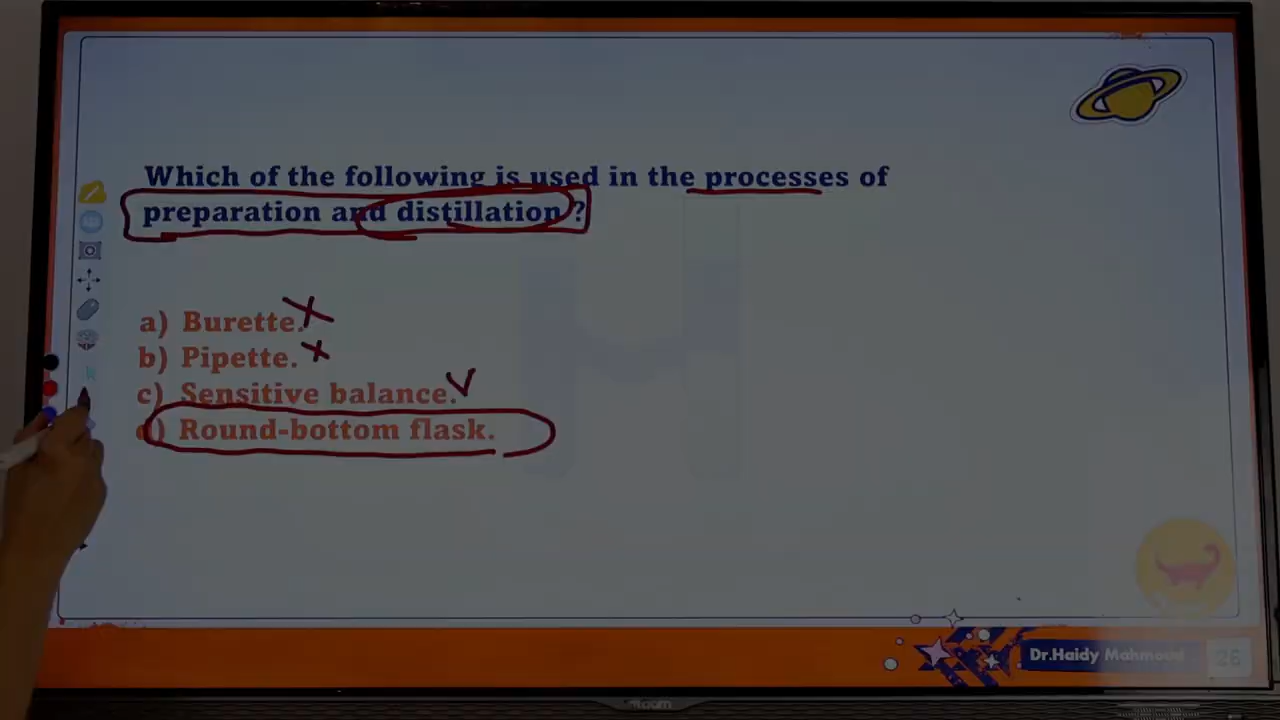 Which of the following is used in the processes of
preparation and distillation ?
a) Burette.
b) Pipette.
c) Sensitive balance.
d) Round-bottom flask.
Dr.Haidy Mahmoud
26